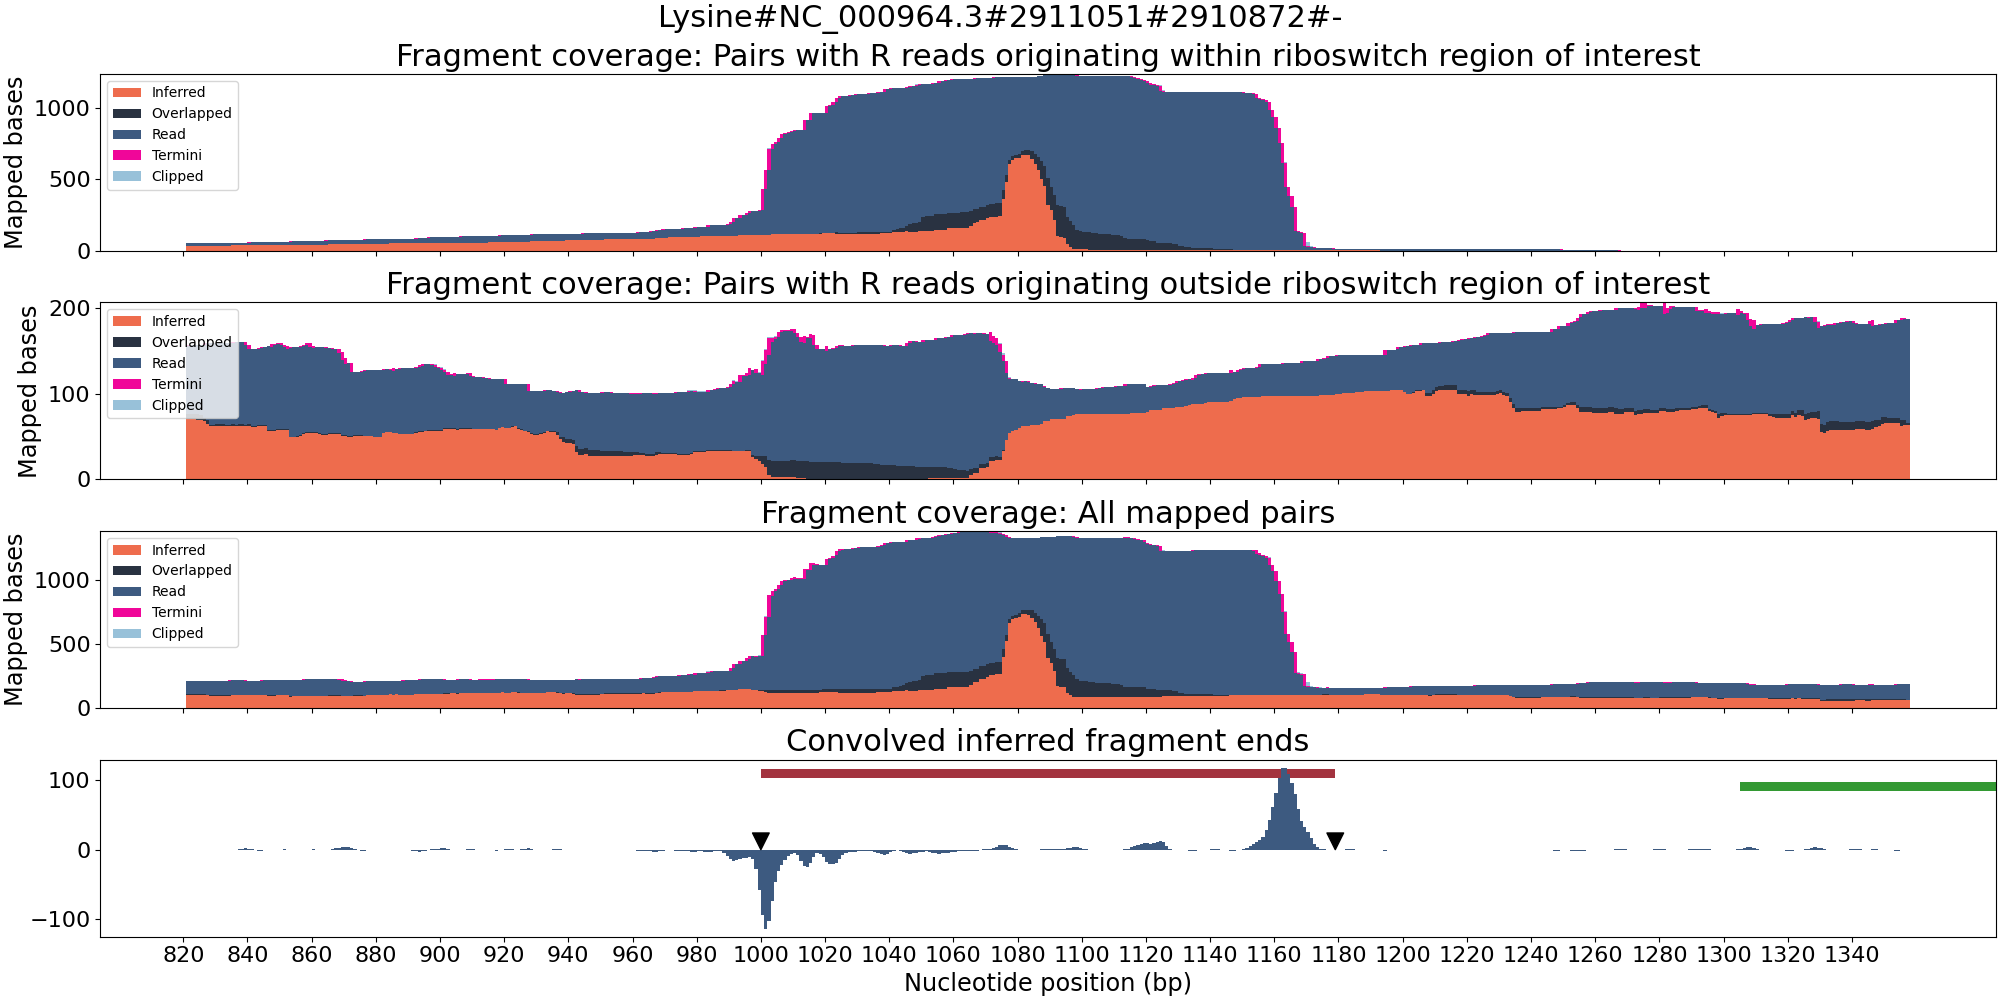 Lysine#NC_000964.3#2911051#2910872#-
Fragment coverage: Pairs with R reads originating within riboswitch region of interest
Mapped bases
1000
500
0
Inferred
Overlapped
Read
Termini
Clipped
Fragment coverage: Pairs with R reads originating outside riboswitch region of interest
Mapped bases
200
100
0
Inferred
Overlapped
Read
Termini
Clipped
Fragment coverage: All mapped pairs
Mapped bases
1000
500
0
Inferred
Overlapped
Read
Termini
Clipped
Convolved inferred fragment ends
100
0
−100
820 840 860 880 900 920 940 960 980 1000 1020 1040 1060 1080 1100 1120 1140 1160 1180 1200 1220 1240 1260 1280 1300 1320 1340
Nucleotide position (bp)